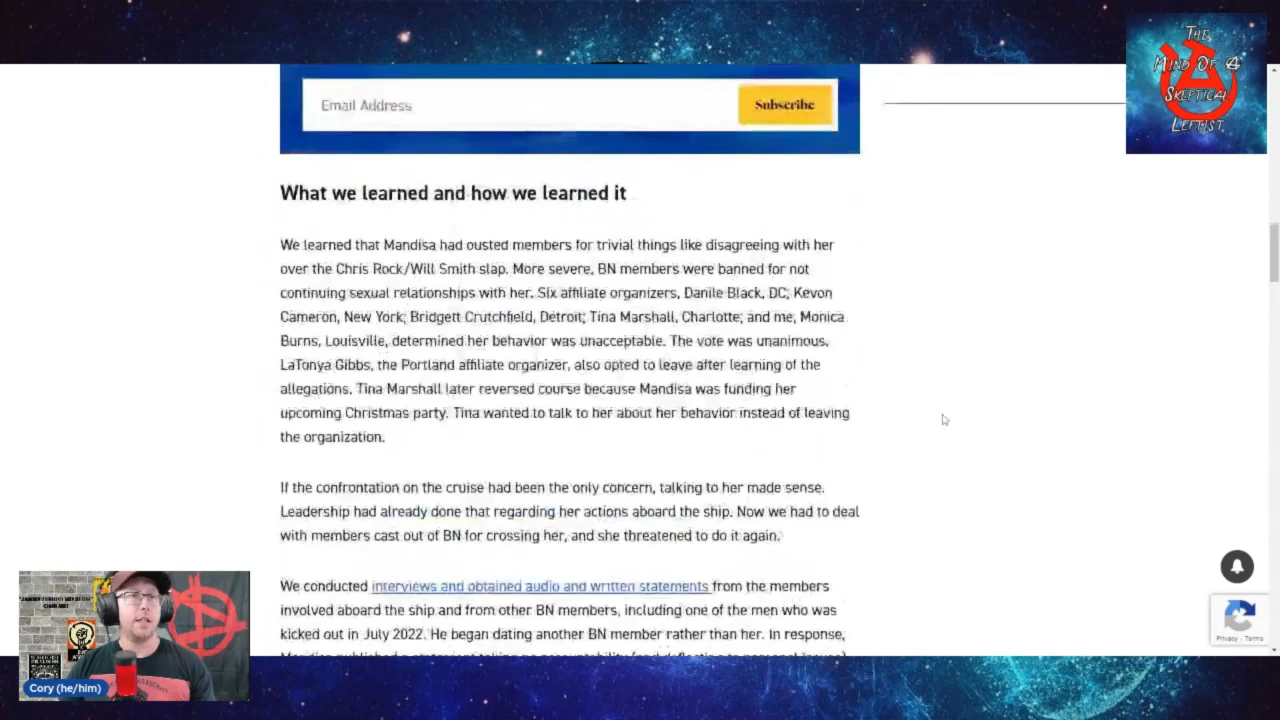 THE
MIND OF A
SKEPTICAL
LEFTIST
Email Address
Subscribe
What we learned and how we learned it
We learned that Mandisa had ousted members for trivial things like disagreeing with her
over the Chris Rock/Will Smith slap. More severe, BN members were banned for not
continuing sexual relationships with her. Six affiliate organizers, Danile Black, DC; Kevon
Cameron, New York; Bridgett Crutchfield, Detroit; Tina Marshall, Charlotte; and me, Monica
Burns, Louisville, determined her behavior was unacceptable. The vote was unanimous.
LaTonya Gibbs, the Portland affiliate organizer, also opted to leave after learning of the
allegations. Tina Marshall later reversed course because Mandisa was funding her
upcoming Christmas party. Tina wanted to talk to her about her behavior instead of leaving
the organization.
If the confrontation on the cruise had been the only concern, talking to her made sense.
Leadership had already done that regarding her actions aboard the ship. Now we had to deal
with members cast out of BN for crossing her, and she threatened to do it again.
We conducted interviews and obtained audio and written statements from the members
involved aboard the ship and from other BN members, including one of the men who was
kicked out in July 2022. He began dating another BN member rather than her. In response,
Privacy - Terms
Cory (he/him)